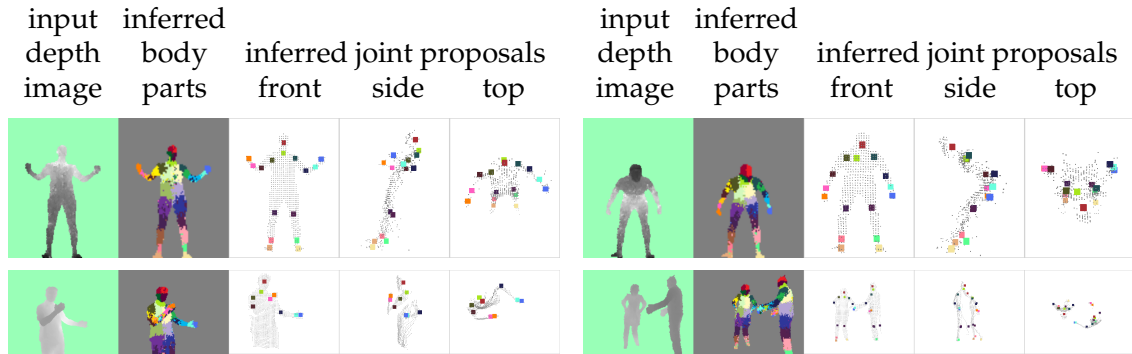 input inferred
depth body inferred joint proposals
image parts front side top
input inferred
depth body inferred joint proposals
image parts front side top